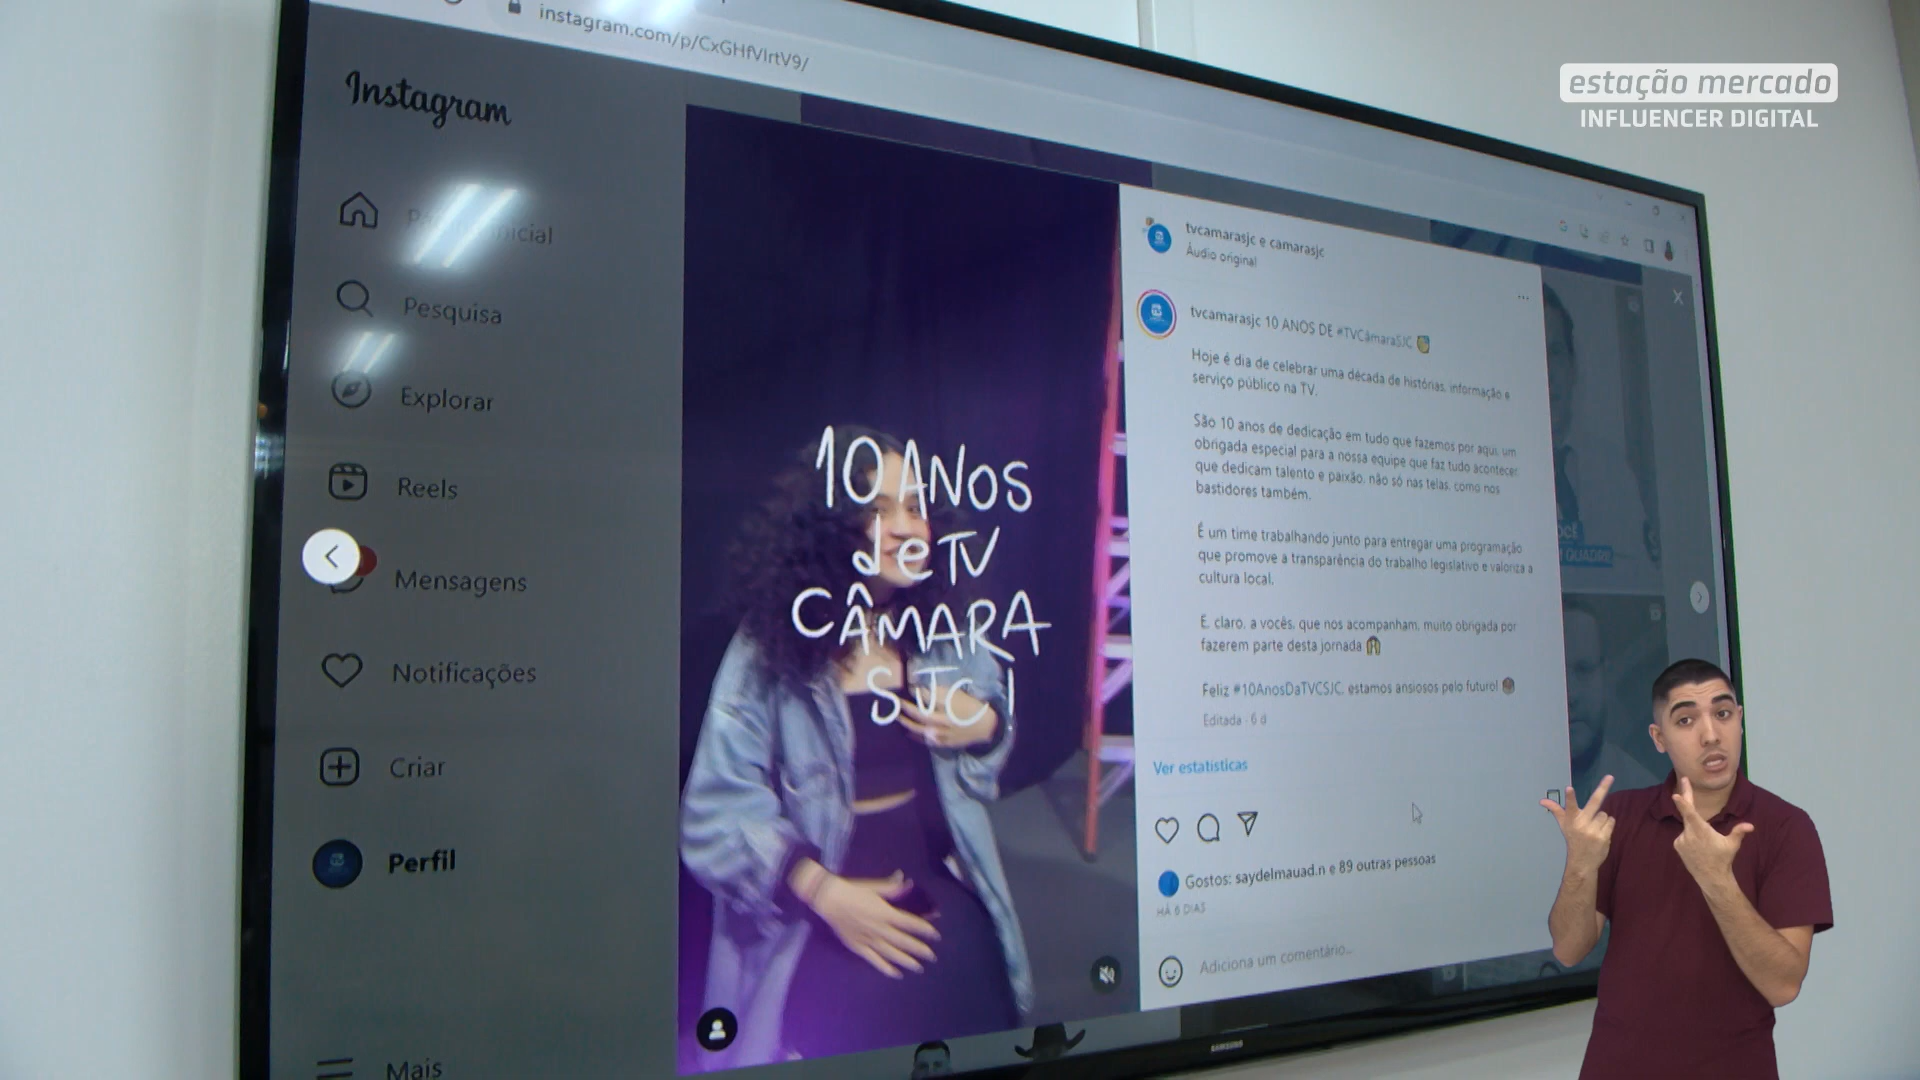 instagram.com/p/CxGHfVIrtV9/
estação mercado
INFLUENCER DIGITAL
Instagram
Página inicial
Pesquisa
Explorar
Reels
Mensagens
Notificações
Criar
Perfil
Mais
10 ANOS
de TV
CÂMARA
SJC!
tvcamarasjc e camarasjc
Áudio original
tvcamarasjc 10 ANOS DE #TVCâmaraSJC
Hoje é dia de celebrar uma década de histórias, informação e
serviço público na TV.
São 10 anos de dedicação em tudo que fazemos por aqui, um
obrigada especial para a nossa equipe que faz tudo acontecer,
que dedicam talento e paixão, não só nas telas, como nos
bastidores também.
É um time trabalhando junto para entregar uma programação
que promove a transparência do trabalho legislativo e valoriza a
cultura local.
E, claro, a vocês, que nos acompanham, muito obrigada por
fazerem parte desta jornada
Feliz #10AnosDaTVCSJC, estamos ansiosos pelo futuro!
Editada · 6 d
Ver estatísticas
Gostos: saydelmauad.n e 89 outras pessoas
HÁ 6 DIAS
Adiciona um comentário...
SAMSUNG